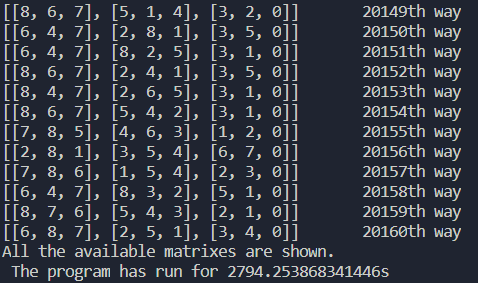 [[8, 6, 7], [5, 1, 4], [3, 2, 0]]      20149th way
[[6, 4, 7], [2, 8, 1], [3, 5, 0]]      20150th way
[[6, 4, 7], [8, 2, 5], [3, 1, 0]]      20151th way
[[8, 6, 7], [2, 4, 1], [3, 5, 0]]      20152th way
[[8, 4, 7], [2, 6, 5], [3, 1, 0]]      20153th way
[[8, 6, 7], [5, 4, 2], [3, 1, 0]]      20154th way
[[7, 8, 5], [4, 6, 3], [1, 2, 0]]      20155th way
[[2, 8, 1], [3, 5, 4], [6, 7, 0]]      20156th way
[[7, 8, 6], [1, 5, 4], [2, 3, 0]]      20157th way
[[6, 4, 7], [8, 3, 2], [5, 1, 0]]      20158th way
[[8, 7, 6], [5, 4, 3], [2, 1, 0]]      20159th way
[[6, 8, 7], [2, 5, 1], [3, 4, 0]]      20160th way
All the available matrixes are shown.
 The program has run for 2794.253868341446s